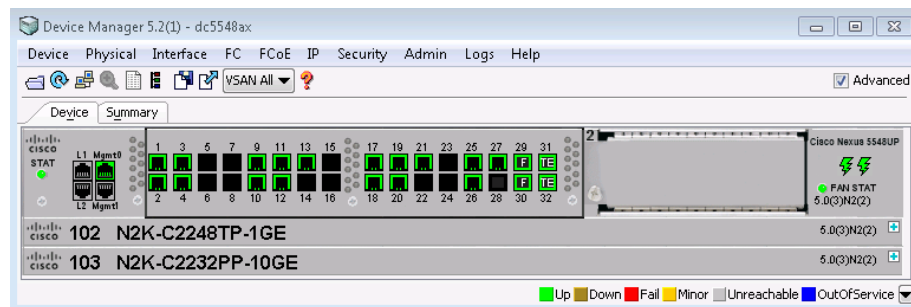 Device Manager 5.2(1) - dc5548ax
Device Physical Interface FC FCoE IP Security Admin Logs Help
VSAN All Advanced
Device Summary
CISCO L1 Mgmt0 1 3 5 7 9 11 13 15 17 19 21 23 25 27 29 31 2 Cisco Nexus 5548UP
STAT F TE
F TE FAN STAT
L2 Mgmt1 2 4 6 8 10 12 14 16 18 20 22 24 26 28 30 32 5.0(3)N2(2)
CISCO 102 N2K-C2248TP-1GE 5.0(3)N2(2)
CISCO 103 N2K-C2232PP-10GE 5.0(3)N2(2)
Up Down Fail Minor Unreachable OutOfService